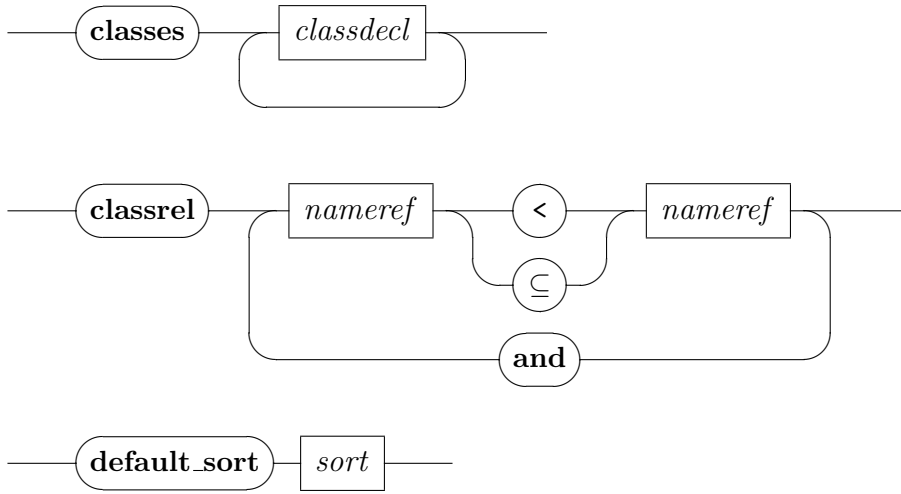 classes classdecl
classrel nameref < nameref
⊆
and
default_sort sort